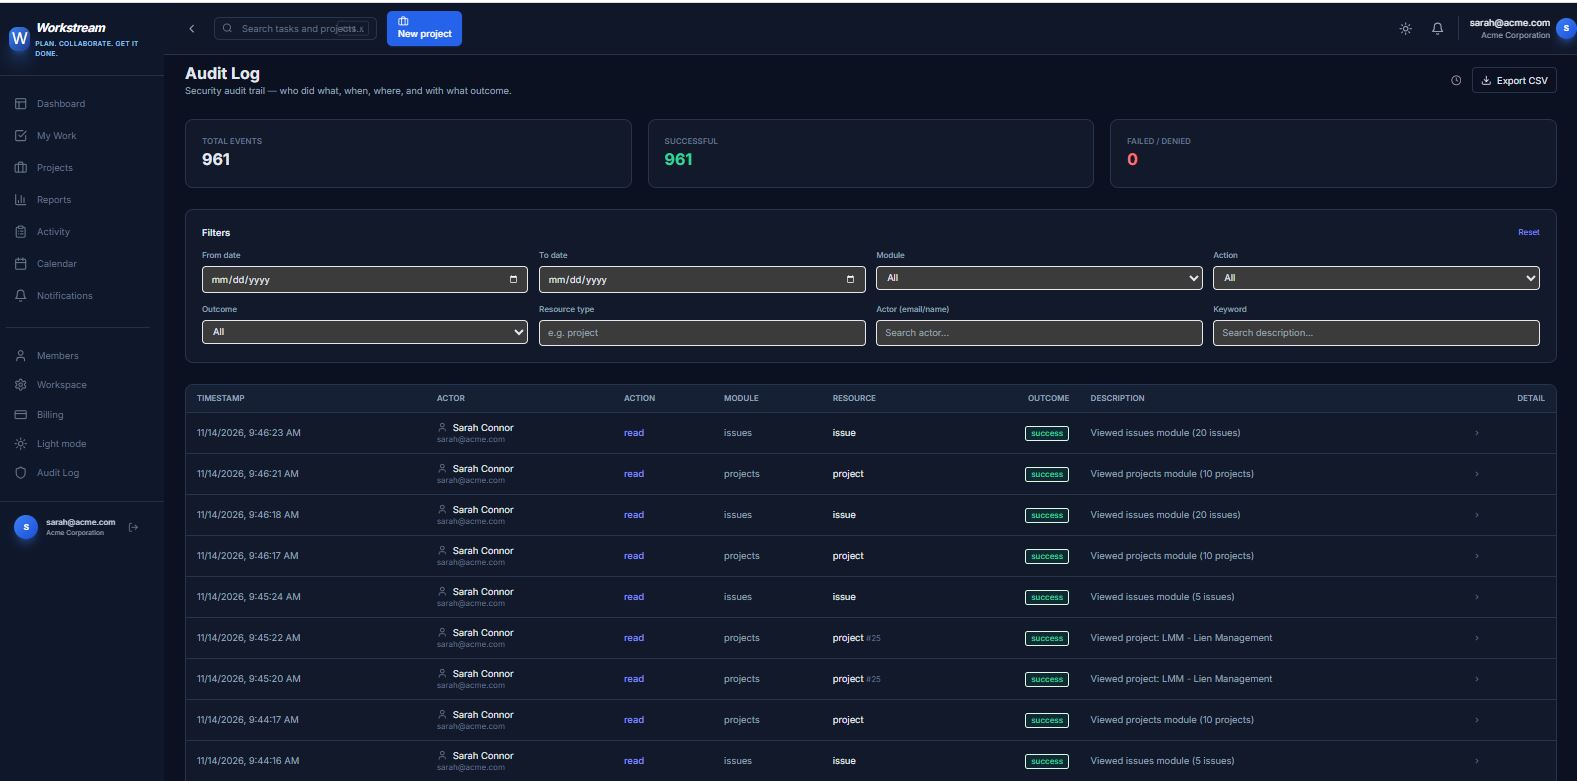 W
Workstream
PLAN. COLLABORATE. GET IT
DONE.
Search tasks and projects...
New project
sarah@acme.com
Acme Corporation
S
Dashboard
My Work
Projects
Reports
Activity
Calendar
Notifications
Members
Workspace
Billing
Light mode
Audit Log
S
sarah@acme.com
Acme Corporation
Audit Log
Security audit trail — who did what, when, where, and with what outcome.
Export CSV
TOTAL EVENTS
961
SUCCESSFUL
961
FAILED / DENIED
0
Filters
Reset
From date To date Module Action
mm/dd/yyyy mm/dd/yyyy All All
Outcome Resource type Actor (email/name) Keyword
All e.g. project Search actor... Search description...
TIMESTAMP ACTOR ACTION MODULE RESOURCE OUTCOME DESCRIPTION DETAIL
11/14/2026, 9:46:23 AM Sarah Connor read issues issue success Viewed issues module (20 issues)
sarah@acme.com
11/14/2026, 9:46:21 AM Sarah Connor read projects project success Viewed projects module (10 projects)
sarah@acme.com
11/14/2026, 9:46:18 AM Sarah Connor read issues issue success Viewed issues module (20 issues)
sarah@acme.com
11/14/2026, 9:46:17 AM Sarah Connor read projects project success Viewed projects module (10 projects)
sarah@acme.com
11/14/2026, 9:45:24 AM Sarah Connor read issues issue success Viewed issues module (5 issues)
sarah@acme.com
11/14/2026, 9:45:22 AM Sarah Connor read projects project #25 success Viewed project: LMM - Lien Management
sarah@acme.com
11/14/2026, 9:45:20 AM Sarah Connor read projects project #25 success Viewed project: LMM - Lien Management
sarah@acme.com
11/14/2026, 9:44:17 AM Sarah Connor read projects project success Viewed projects module (10 projects)
sarah@acme.com
11/14/2026, 9:44:16 AM Sarah Connor read issues issue success Viewed issues module (5 issues)
sarah@acme.com